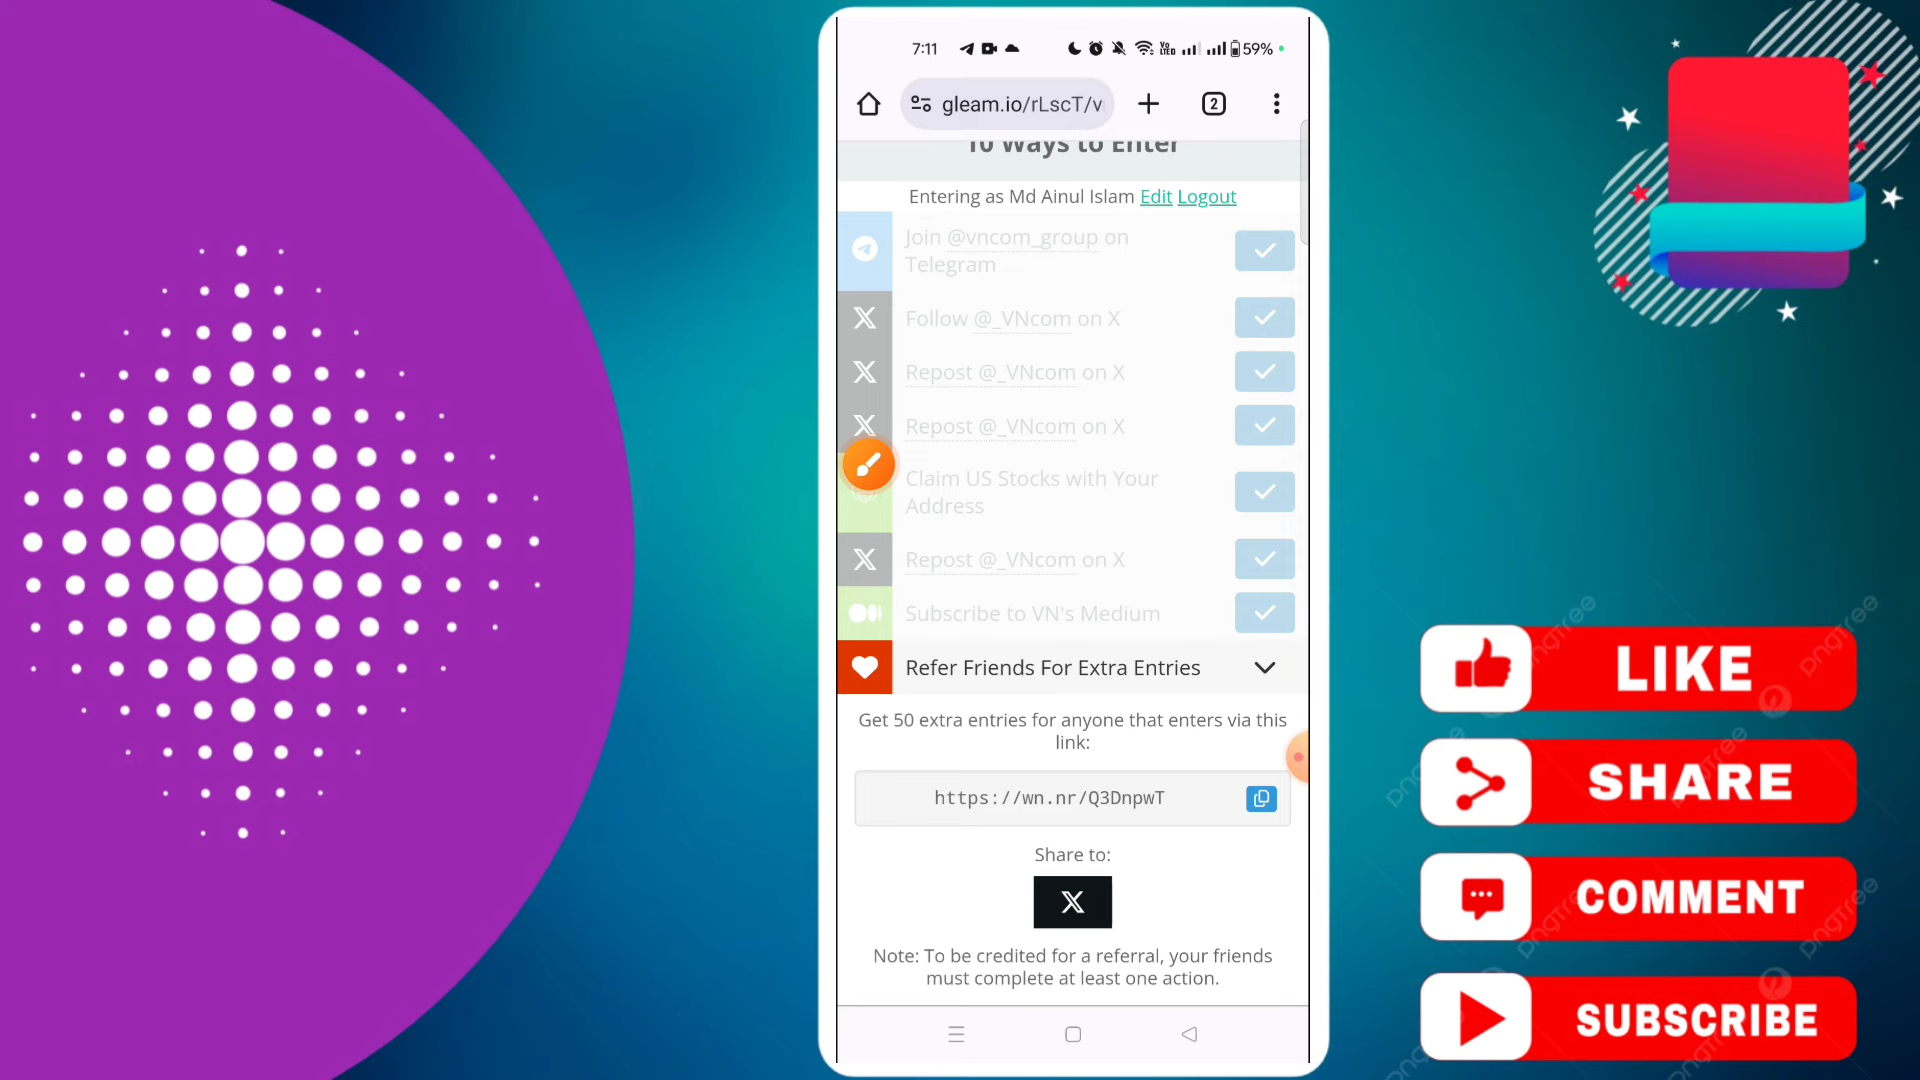 7:11
59%
gleam.io/rLscT/v
2
10 Ways to Enter
Entering as Md Ainul Islam Edit Logout
Join @vncom_group on
Telegram
Follow @_VNcom on X
Repost @_VNcom on X
Repost @_VNcom on X
Claim US Stocks with Your
Address
Repost @_VNcom on X
Subscribe to VN's Medium
Refer Friends For Extra Entries
Get 50 extra entries for anyone that enters via this
link:
https://wn.nr/Q3DnpwT
Share to:
Note: To be credited for a referral, your friends
must complete at least one action.
LIKE
SHARE
COMMENT
SUBSCRIBE
pngtree
pngtree
pngtree
pngtree